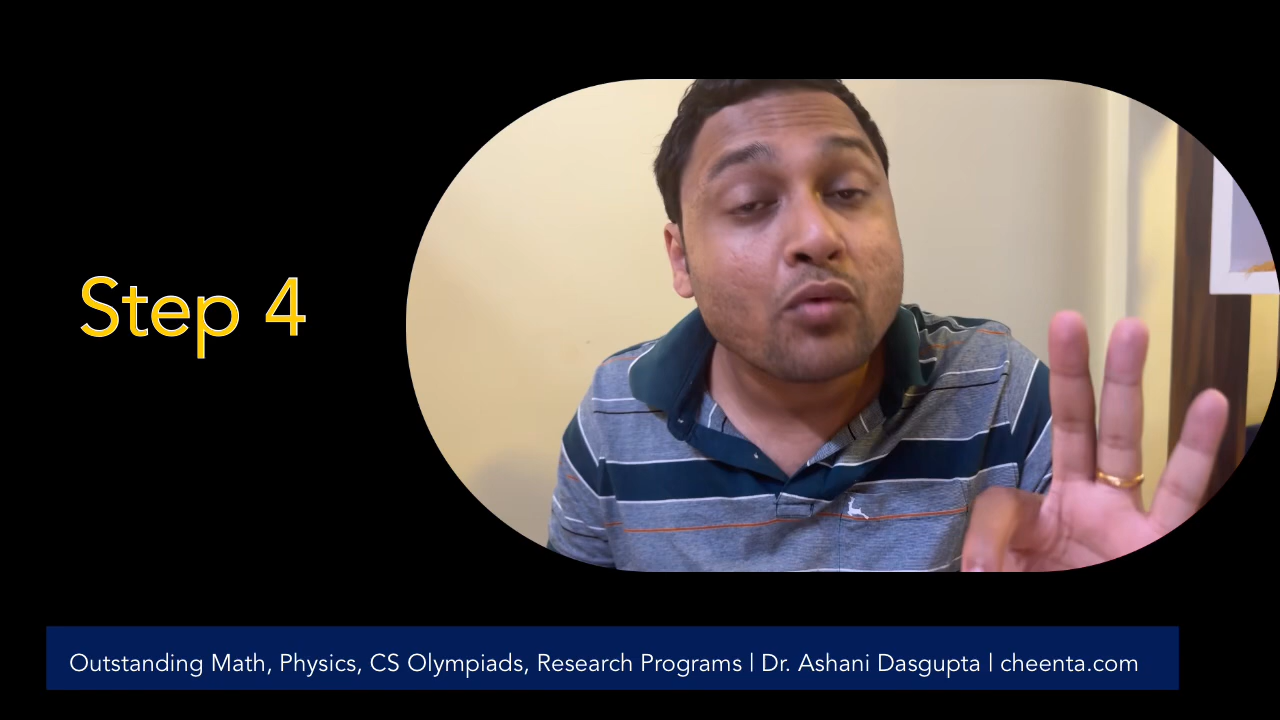 Step 4
Outstanding Math, Physics, CS Olympiads, Research Programs | Dr. Ashani Dasgupta | cheenta.com